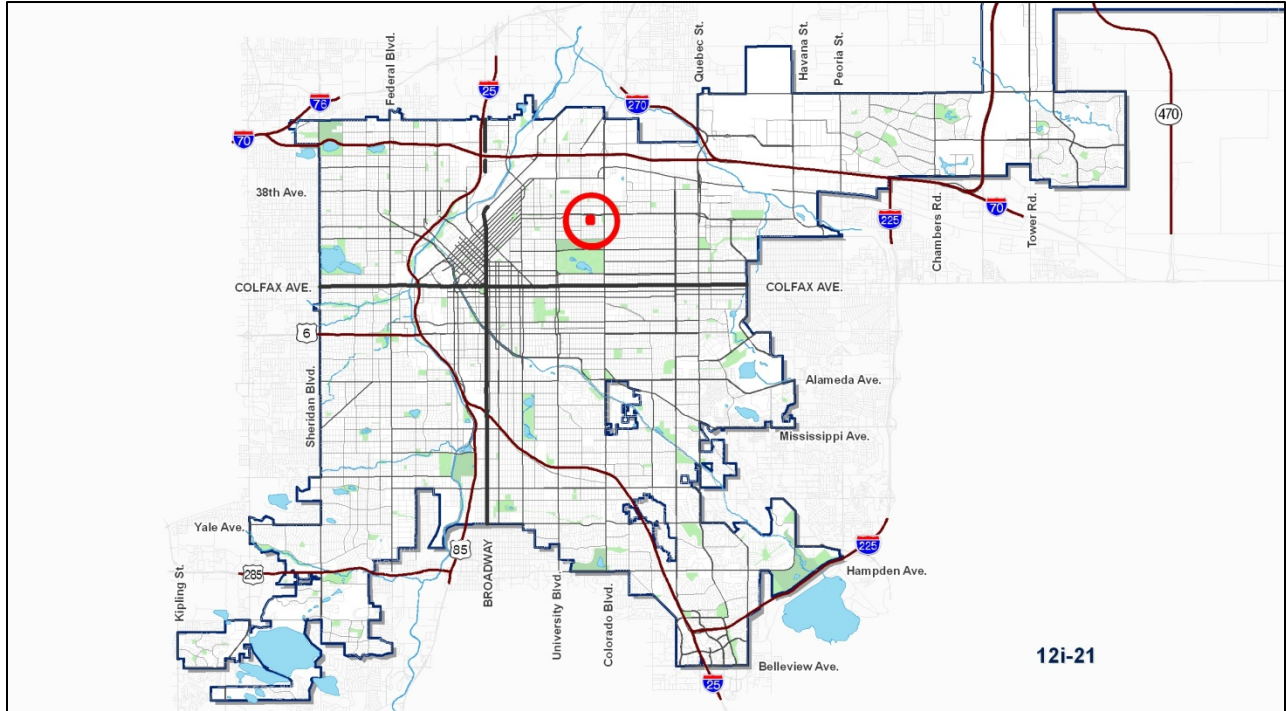 Federal Blvd.
25
Quebec St.
Havana St.
Peoria St.
76
270
70
470
38th Ave.
225
Chambers Rd.
70
Tower Rd.
COLFAX AVE.
COLFAX AVE.
6
Sheridan Blvd.
Alameda Ave.
Mississippi Ave.
Yale Ave.
85
225
285
Kipling St.
BROADWAY
University Blvd.
Colorado Blvd.
Hampden Ave.
Belleview Ave.
25
12i-21